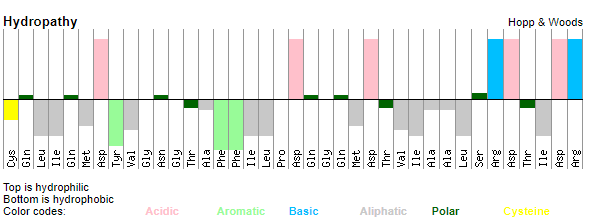 Hydropathy Hopp & Woods
Cys Gln Leu Ile Gln Met Asp Tyr Val Gly Asn Gly Thr Ala Phe Phe Ile Leu Pro Asp Gln Gly Gln Met Asp Thr Val Ile Ala Ala Leu Ser Arg Asp Thr Ile Asp Arg
Top is hydrophilic
Bottom is hydrophobic
Color codes: Acidic Aromatic Basic Aliphatic Polar Cysteine